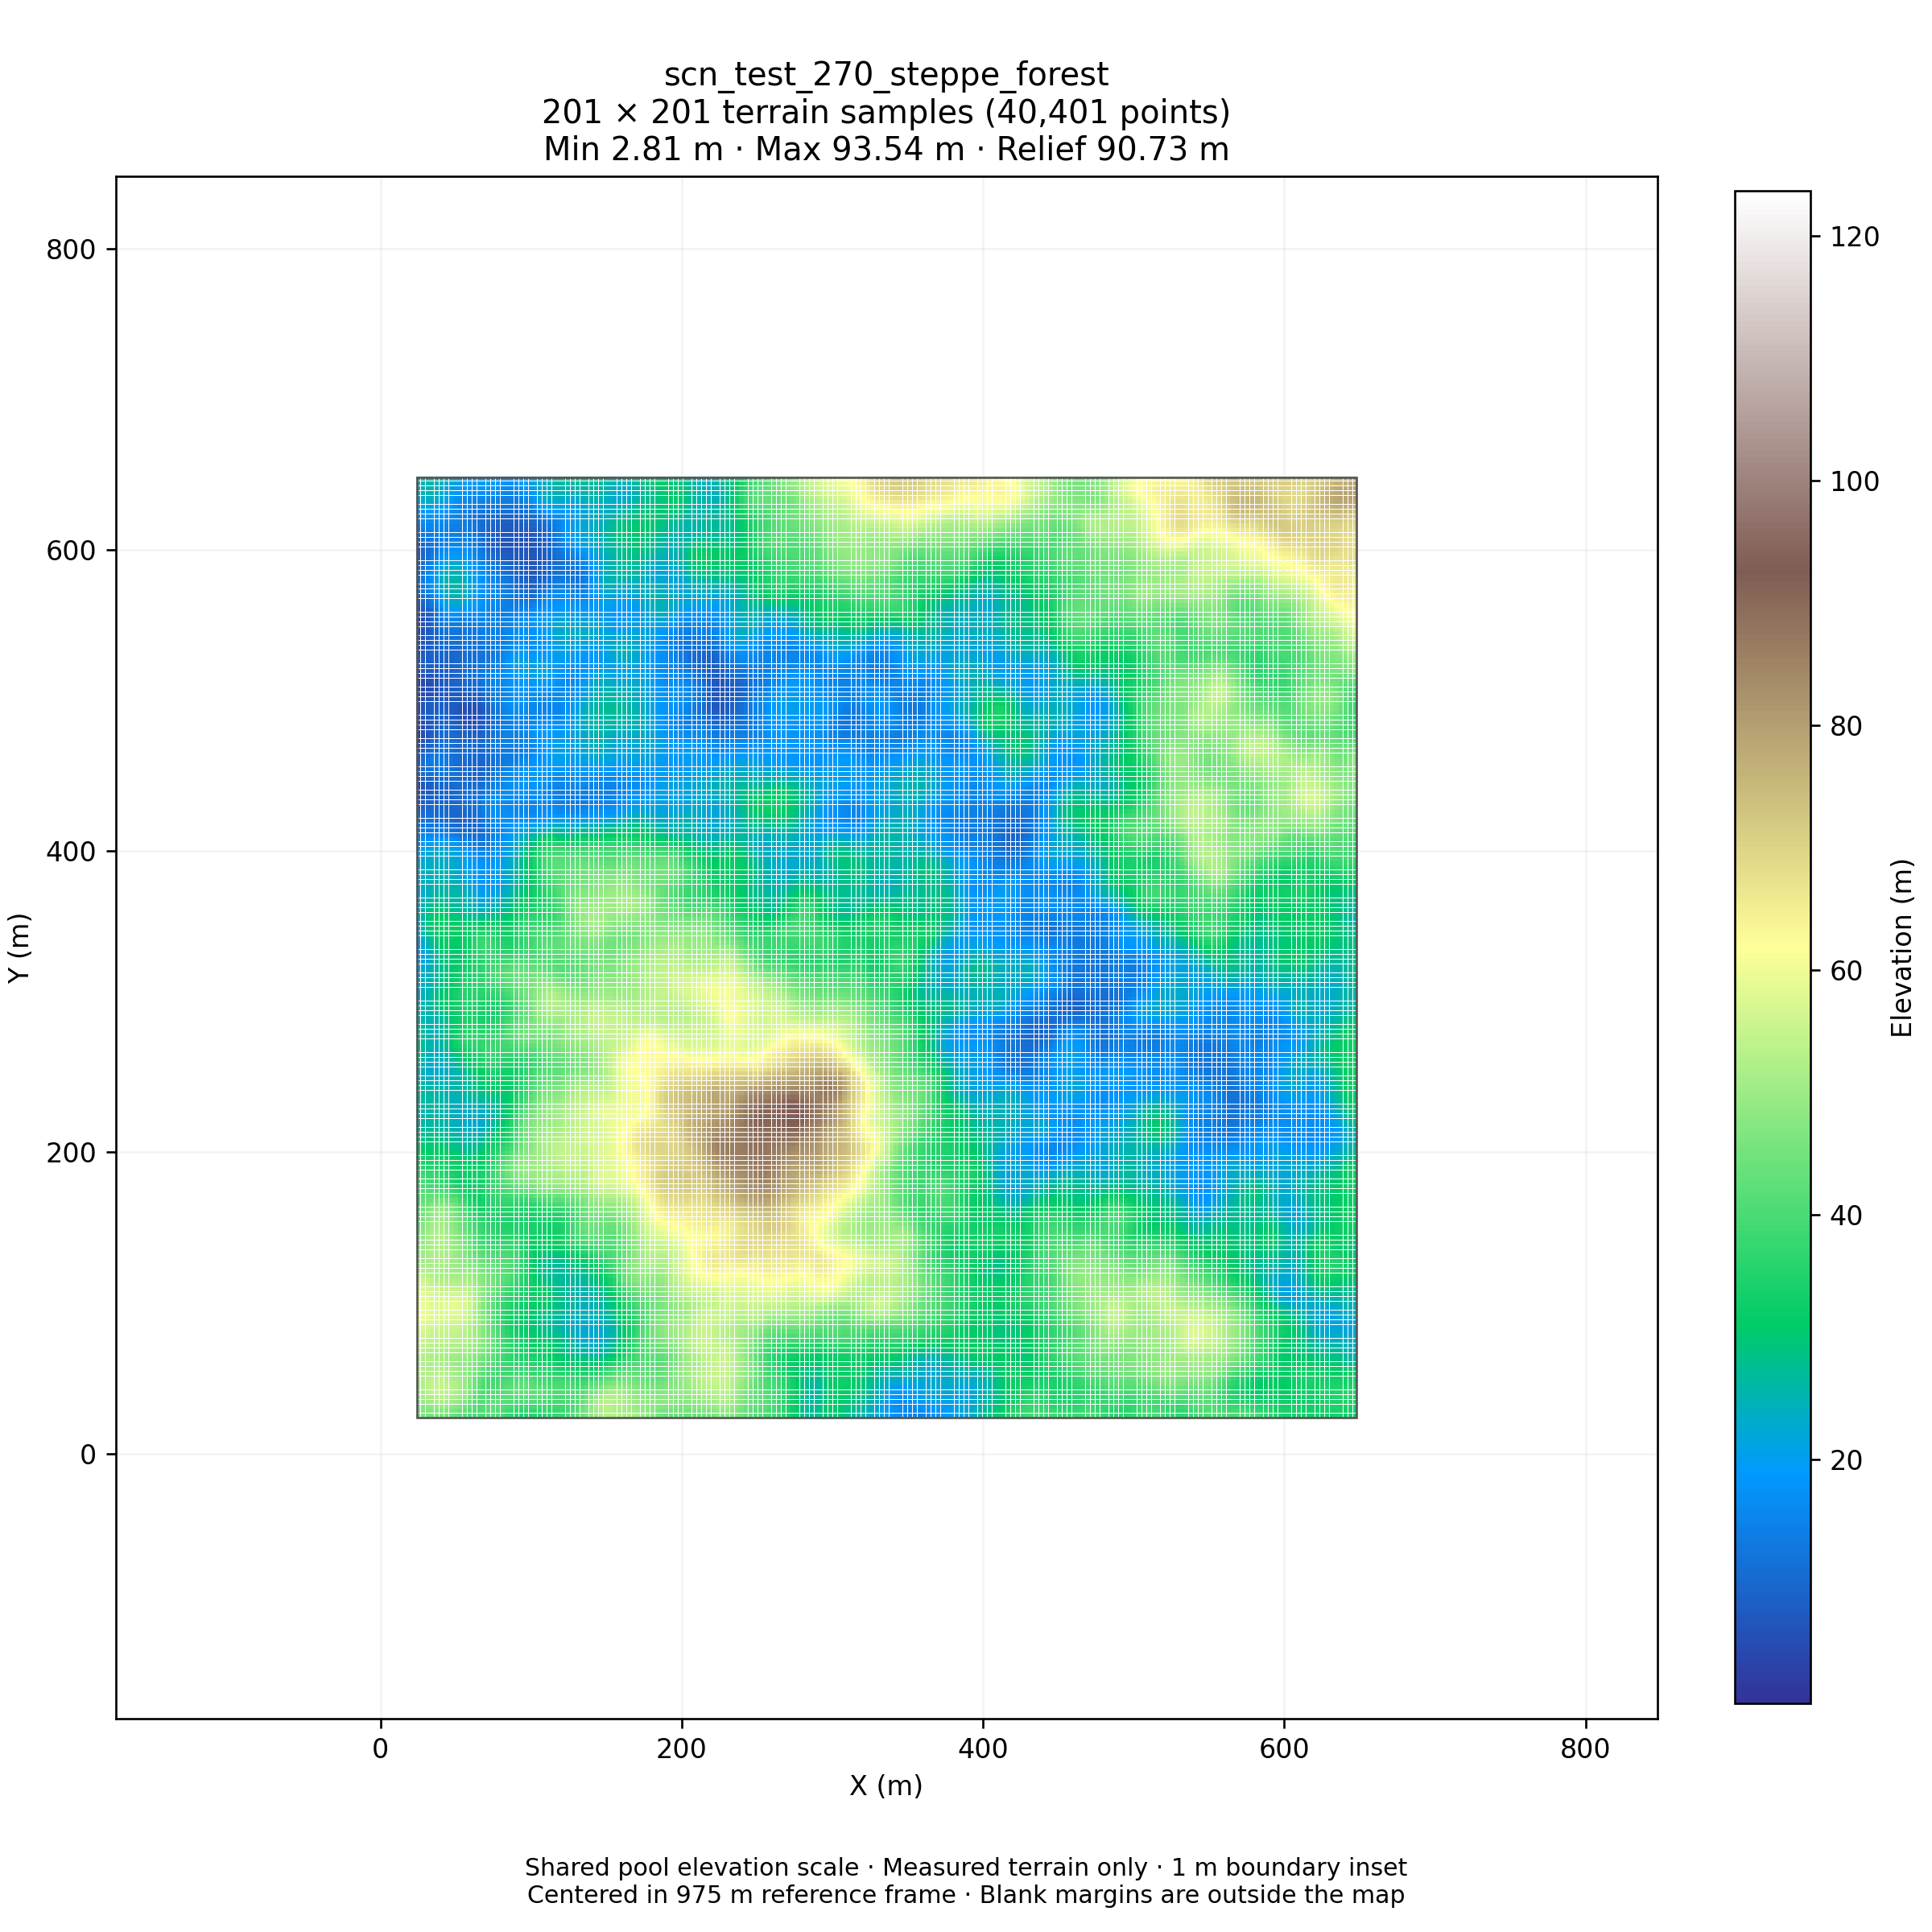 scn_test_270_steppe_forest
201 × 201 terrain samples (40,401 points)
Min 2.81 m · Max 93.54 m · Relief 90.73 m
800
600
400
200
0
Y (m)
0
200
400
600
800
X (m)
120
100
80
60
40
20
Elevation (m)
Shared pool elevation scale · Measured terrain only · 1 m boundary inset
Centered in 975 m reference frame · Blank margins are outside the map